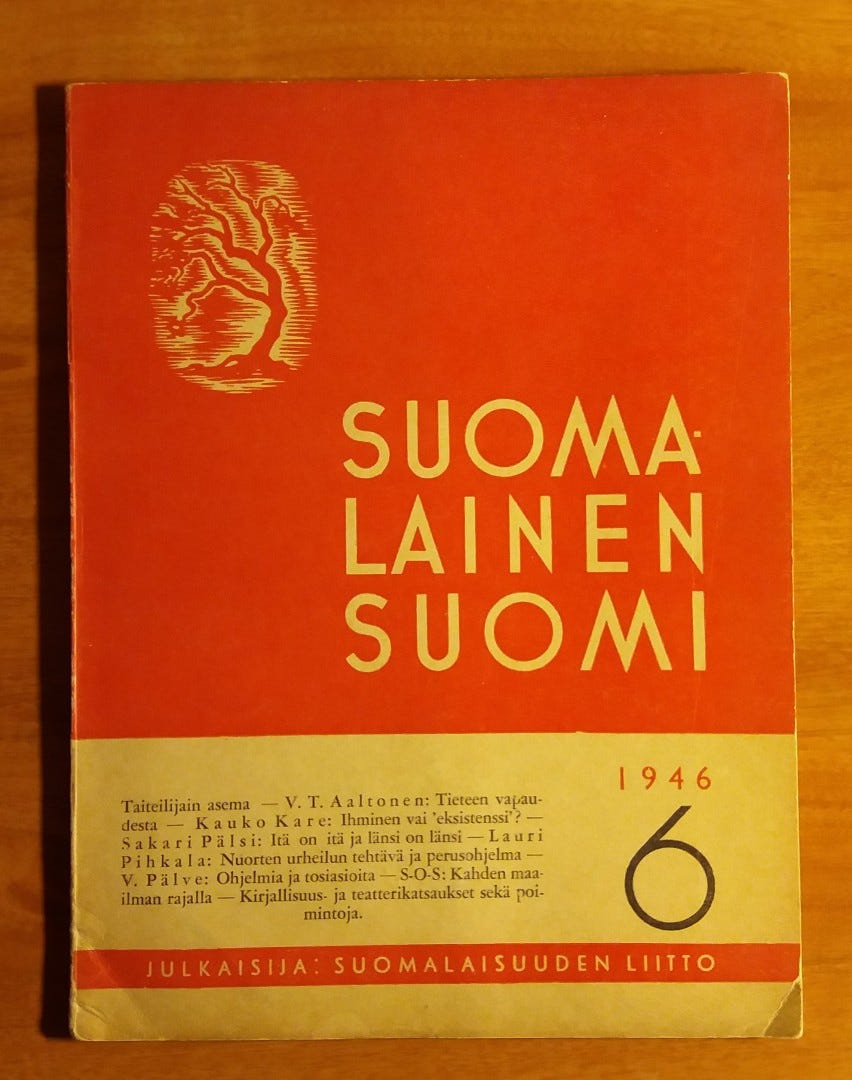 SUOMA-
LAINEN
SUOMI
1946
6
Taiteilijain asema — V. T. Aaltonen: Tieteen vapau-
desta — Kauko Kare: Ihminen vai 'eksistenssi'? —
Sakari Pälsi: Itä on itä ja länsi on länsi — Lauri
Pihkala: Nuorten urheilun tehtävä ja perusohjelma —
V. Pälve: Ohjelmia ja tosiasioita — S-O-S: Kahden maa-
ilman rajalla — Kirjallisuus- ja teatterikatsaukset sekä poi-
mintoja.
JULKAISIJA: SUOMALAISUUDEN LIITTO